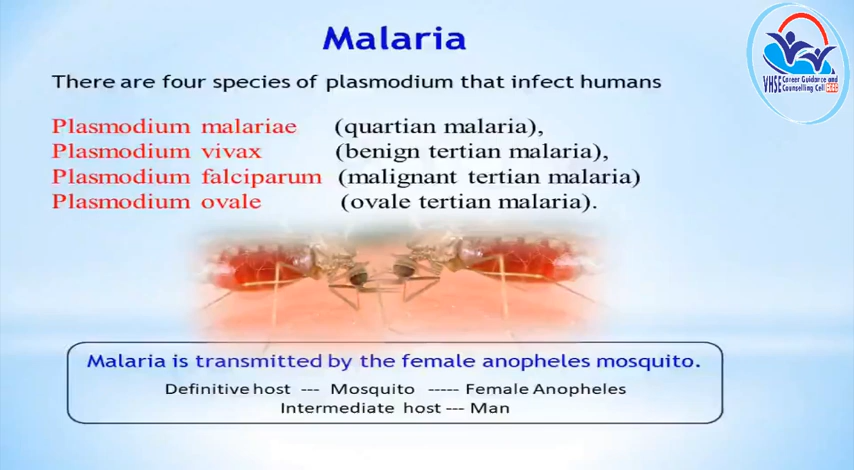 Malaria
There are four species of plasmodium that infect humans
Plasmodium malariae (quartian malaria),
Plasmodium vivax (benign tertian malaria),
Plasmodium falciparum (malignant tertian malaria)
Plasmodium ovale (ovale tertian malaria).
Malaria is transmitted by the female anopheles mosquito.
Definitive host --- Mosquito ----- Female Anopheles
Intermediate host --- Man
VHSE Career Guidance and
Counselling Cell